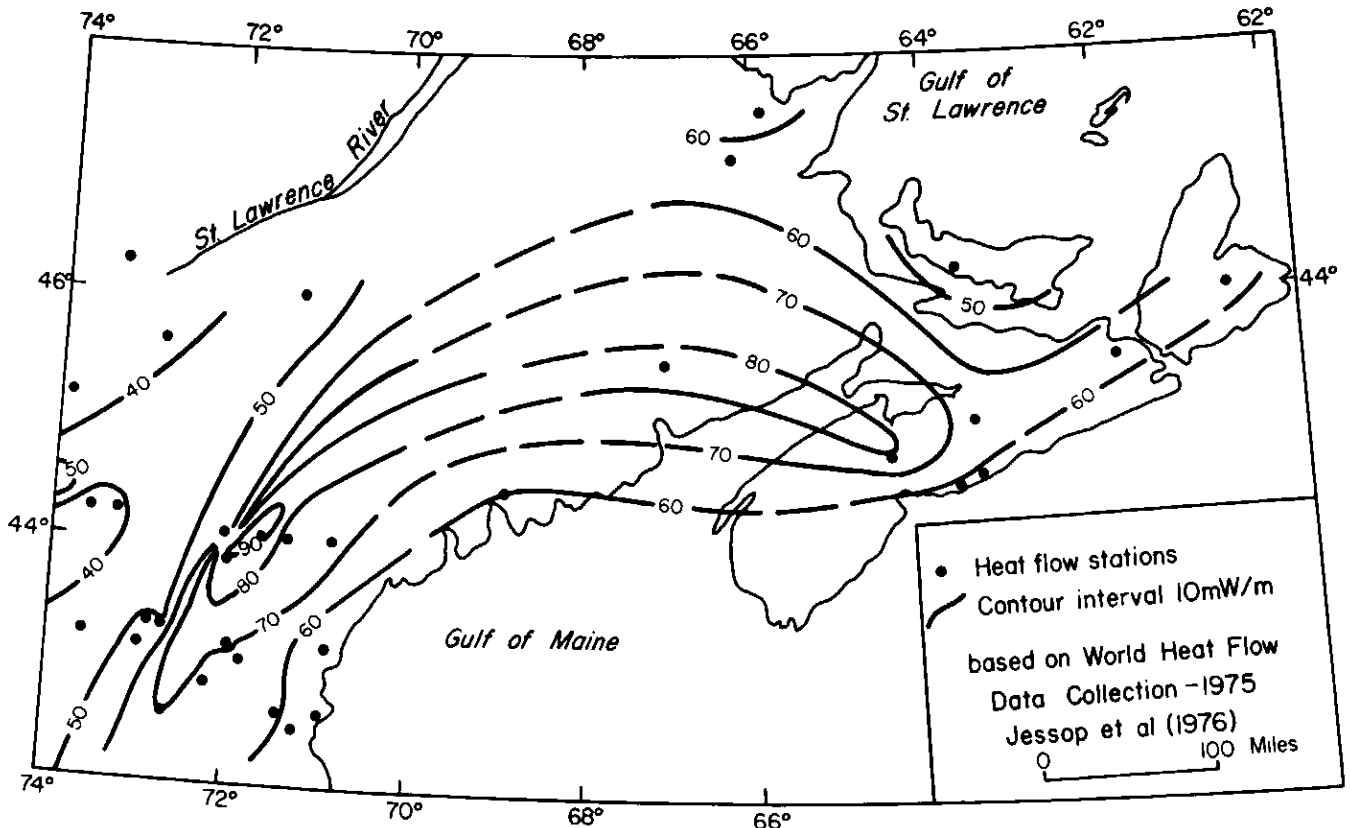 74° 72° 70° 68° 66° 64° 62°
Gulf of
St. Lawrence
River
St. Lawrence
60
60
46°
44°
50
70
40
50
80
60
50
70
44°
60
90
40
80
70
60
Gulf of Maine
50
Heat flow stations
Contour interval 10mW/m
based on World Heat Flow
Data Collection -1975
Jessop et al (1976)
0 100 Miles
74° 72° 70° 68° 66°